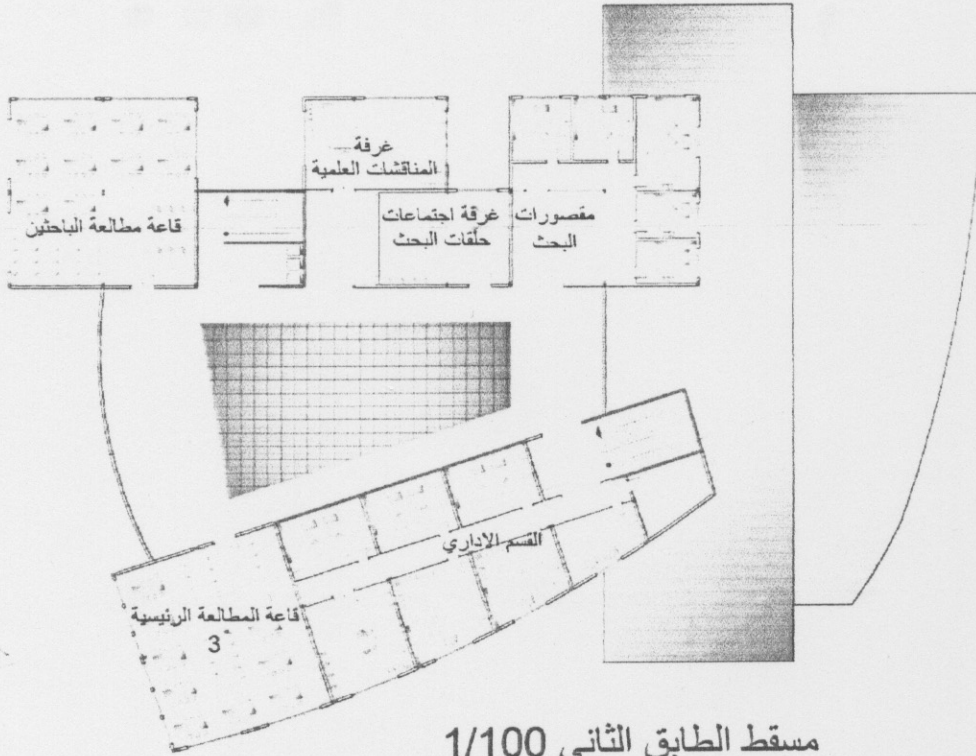 غرفة
المناقشات العلمية
قاعة مطالعة الباحثين
غرفة اجتماعات
حلقات البحث
مقصورات
البحث
القسم الاداري
قاعة المطالعة الرئيسية
3
مسقط الطابق الثاني 1/100